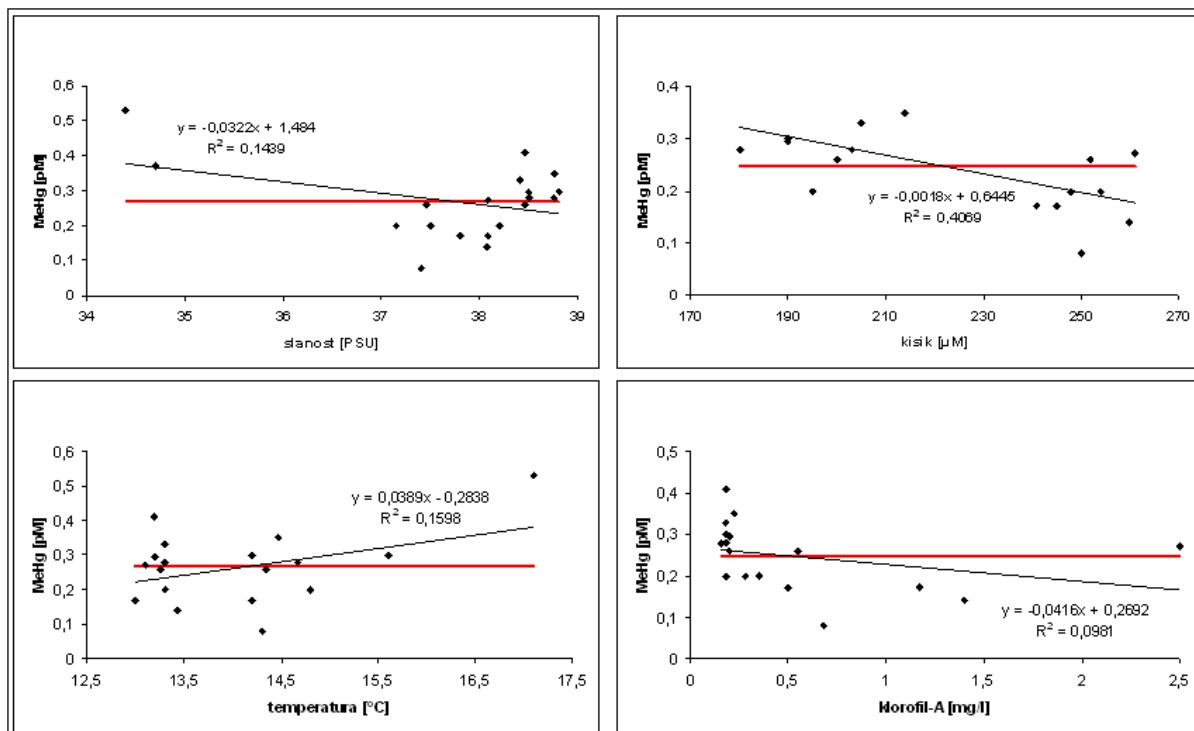 0,6
0,5
0,4
0,3
0,2
0,1
0
MeHg [pM]
y = -0,0322x + 1,484
R² = 0,1439
34 35 36 37 38 39
slanost [PSU]
0,4
0,3
0,2
0,1
0
MeHg [pM]
y = -0,0018x + 0,6445
R² = 0,4069
170 190 210 230 250 270
kisik [µM]
0,6
0,5
0,4
0,3
0,2
0,1
0
MeHg [pM]
y = 0,0389x - 0,2838
R² = 0,1598
12,5 13,5 14,5 15,5 16,5 17,5
temperatura [°C]
0,5
0,4
0,3
0,2
0,1
0
MeHg [pM]
y = -0,0416x + 0,2692
R² = 0,0981
0 0,5 1 1,5 2 2,5
klorofil-A [mg/l]